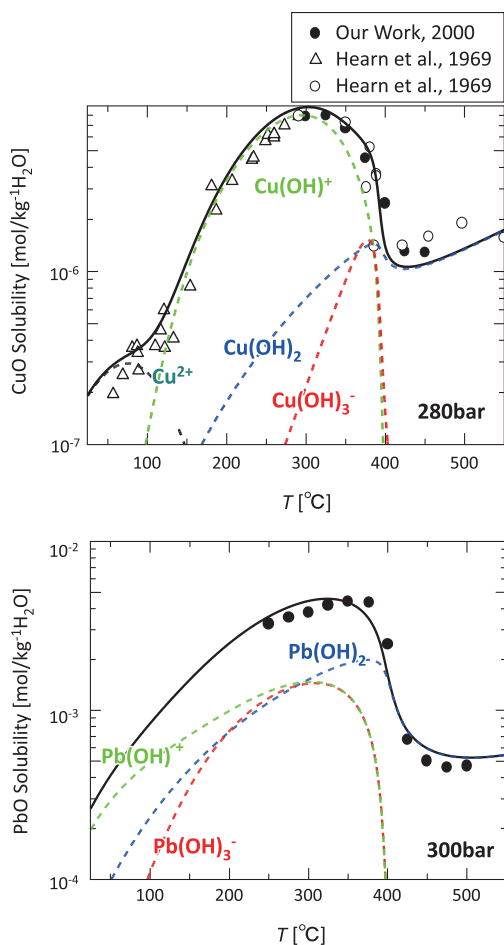 Our Work, 2000
Hearn et al., 1969
Hearn et al., 1969
CuO Solubility [mol/kg⁻¹H₂O]
10⁻⁶
10⁻⁷
Cu(OH)⁺
Cu(OH)₂
Cu²⁺
Cu(OH)₃⁻
280bar
100 200 300 400 500
T [°C]
PbO Solubility [mol/kg⁻¹H₂O]
10⁻²
10⁻³
10⁻⁴
Pb(OH)₂
Pb(OH)⁺
Pb(OH)₃⁻
300bar
100 200 300 400 500
T [°C]